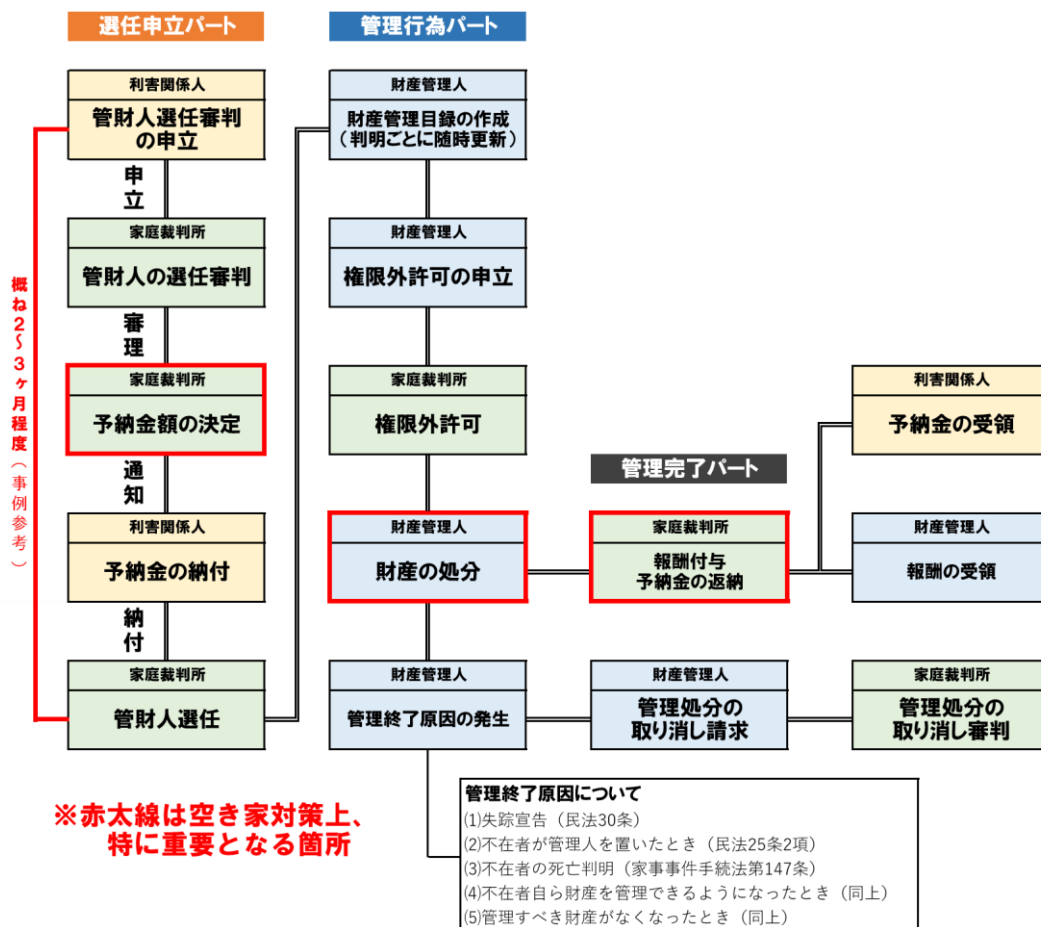 選任申立パート
利害関係人
管財人選任審判
の申立
申立
家庭裁判所
管財人の選任審判
審理
家庭裁判所
予納金額の決定
通知
利害関係人
予納金の納付
納付
家庭裁判所
管財人選任
概ね2～3ヶ月程度（事例参考）
管理行為パート
財産管理人
財産管理目録の作成
（判明ごとに随時更新）
財産管理人
権限外許可の申立
家庭裁判所
権限外許可
財産管理人
財産の処分
財産管理人
管理終了原因の発生
管理完了パート
家庭裁判所
報酬付与
予納金の返納
利害関係人
予納金の受領
財産管理人
報酬の受領
財産管理人
管理処分の
取り消し請求
家庭裁判所
管理処分の
取り消し審判
※赤太線は空き家対策上、
特に重要となる箇所
管理終了原因について
⑴失踪宣告（民法30条）
⑵不在者が管理人を置いたとき（民法25条2項）
⑶不在者の死亡判明（家事事件手続法第147条）
⑷不在者自ら財産を管理できるようになったとき（同上）
⑸管理すべき財産がなくなったとき（同上）